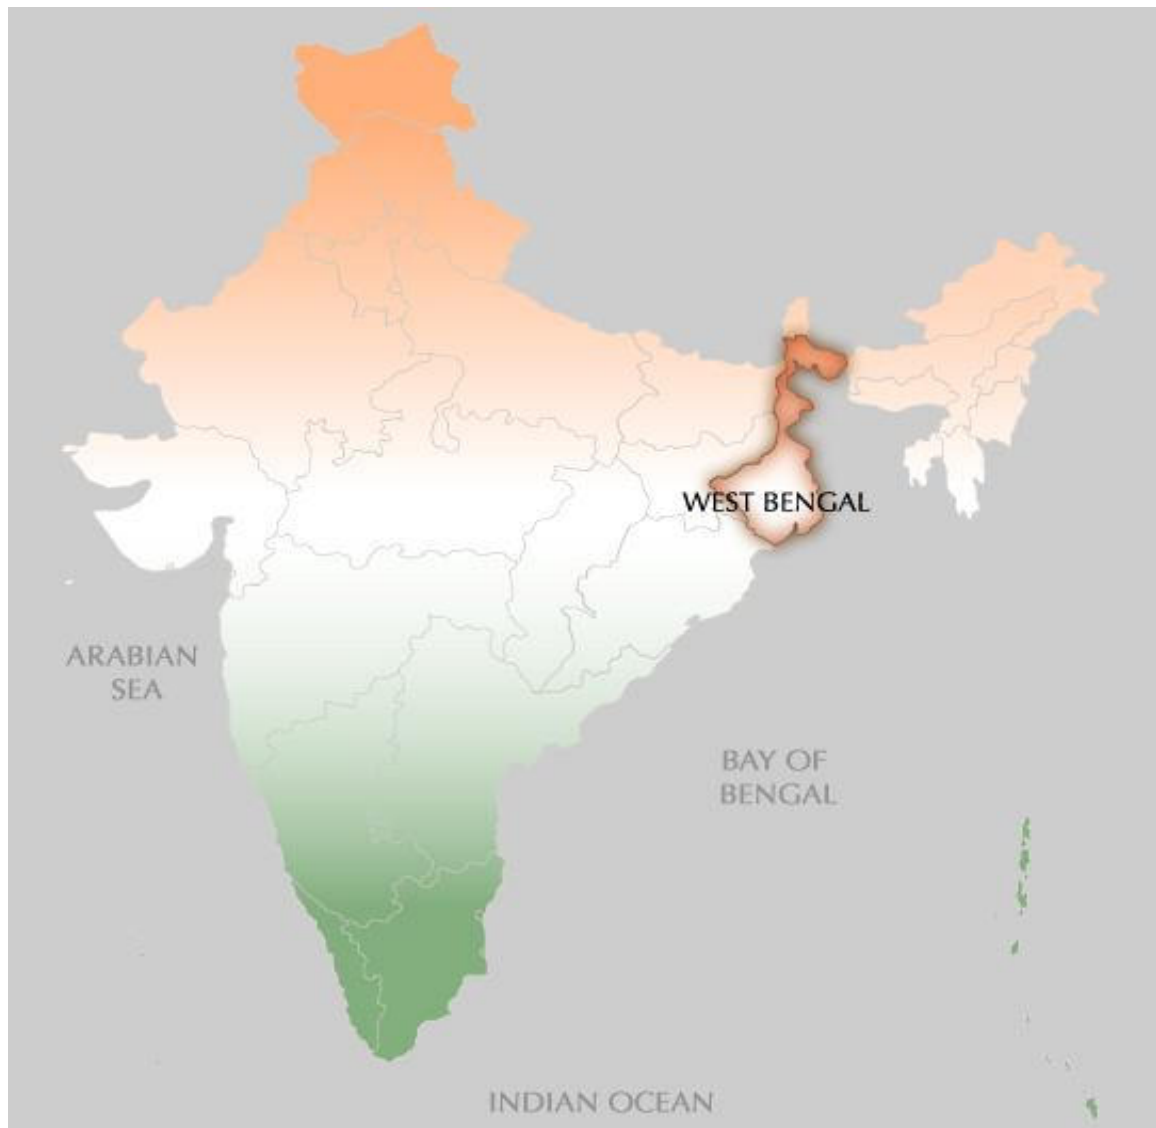 WEST BENGAL
ARABIAN
SEA
BAY OF
BENGAL
INDIAN OCEAN